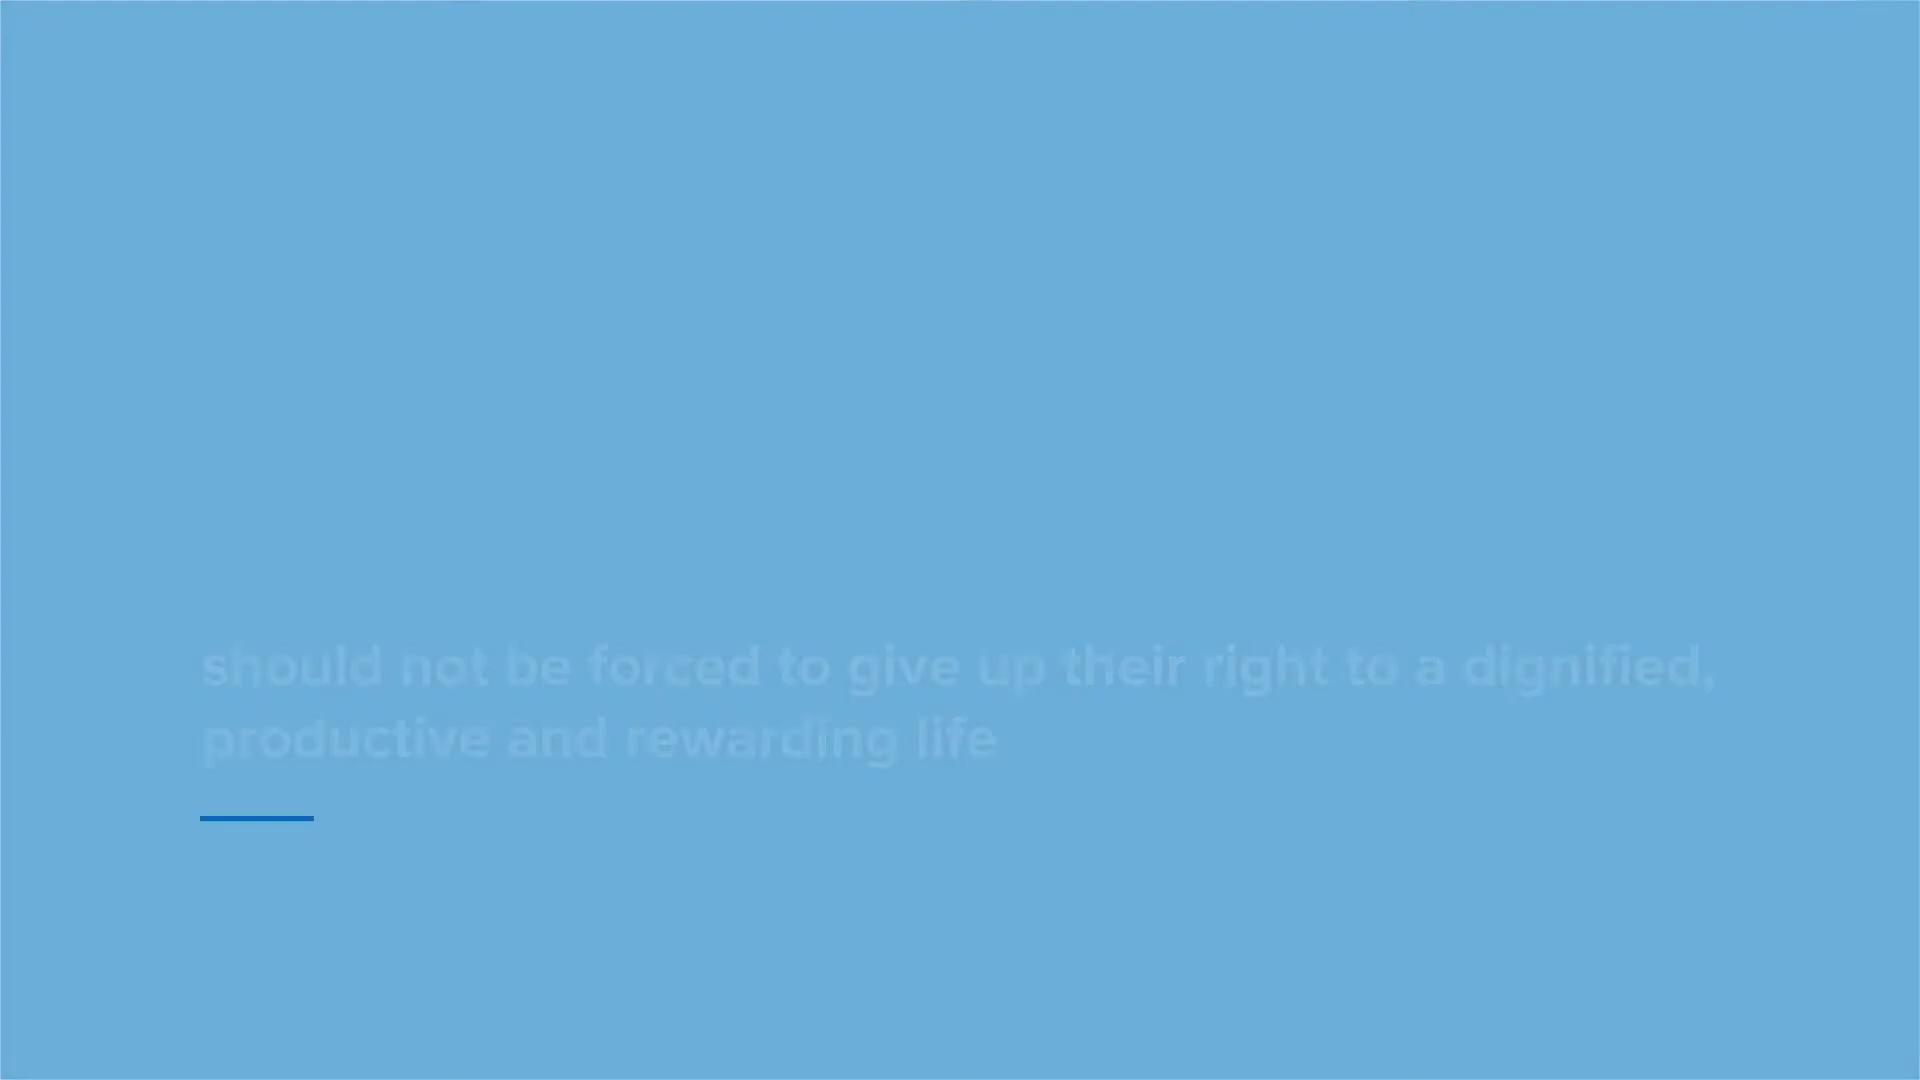 should not be forced to give up their right to a dignified,
productive and rewarding life